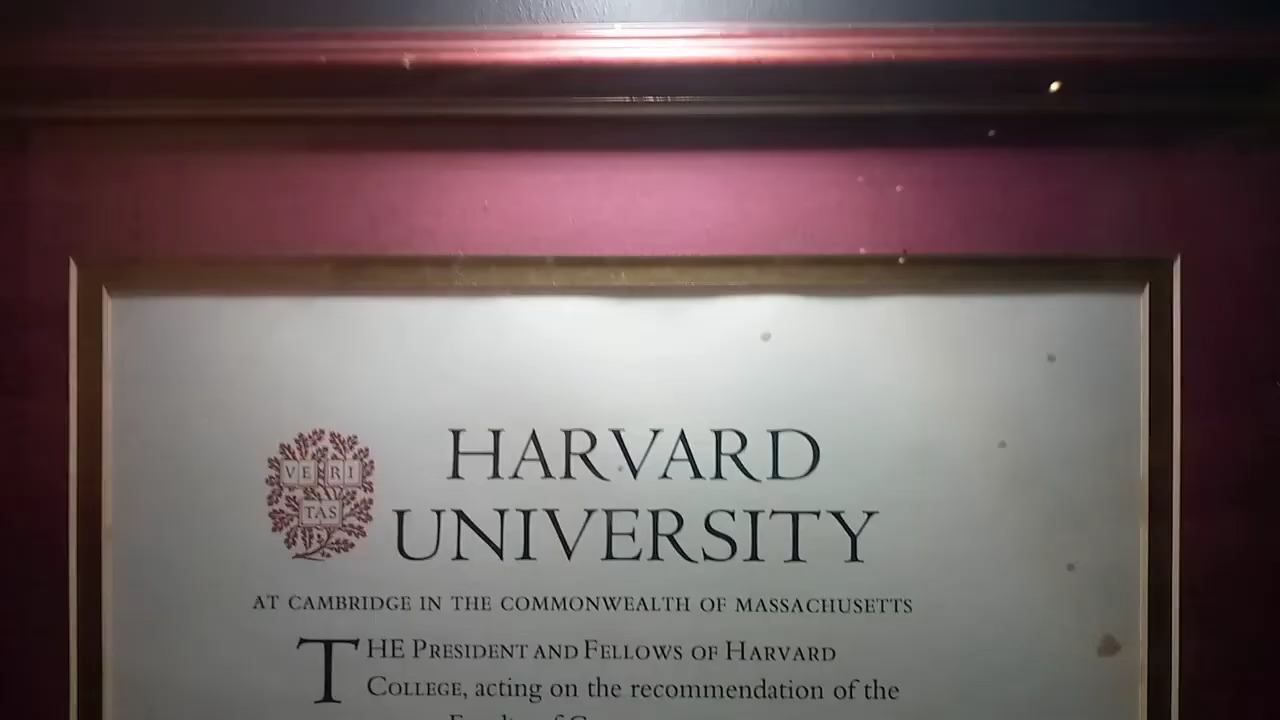 VE RI
TAS
HARVARD
UNIVERSITY
AT CAMBRIDGE IN THE COMMONWEALTH OF MASSACHUSETTS
THE PRESIDENT AND FELLOWS OF HARVARD
COLLEGE, acting on the recommendation of the